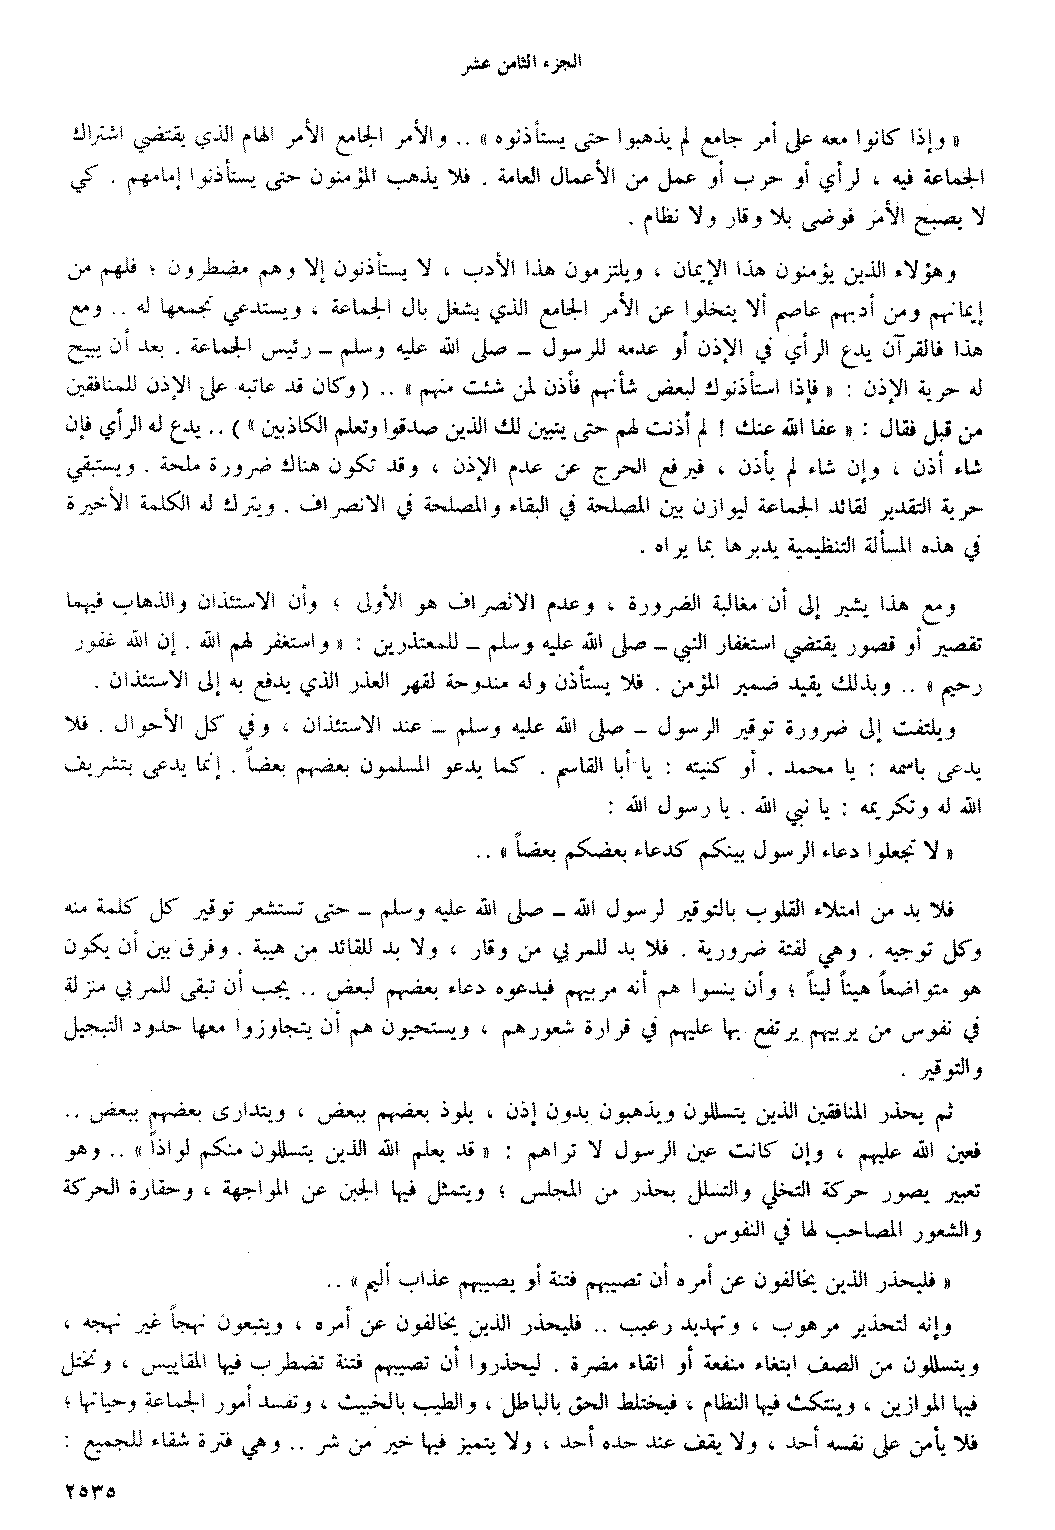 الجزء الثامن عشر
« وإذا كانوا معه على أمر جامع لم يذهبوا حتى يستأذنوه » .. والأمر الجامع الأمر الهام الذي يقتضي اشتراك
الجماعة فيه ، لرأي أو حرب أو عمل من الأعمال العامة . فلا يذهب المؤمنون حتى يستأذنوا إمامهم . كي
لا يصبح الأمر فوضى بلا وقار ولا نظام .
وهؤلاء الذين يؤمنون هذا الإيمان ، ويلتزمون هذا الأدب ، لا يستأذنون إلا وهم مضطرون ؛ فلهم من
إيمانهم ومن أدبهم عاصم ألا يتخلوا عن الأمر الجامع الذي يشغل بال الجماعة ، ويستدعي تجمعها له .. ومع
هذا فالقرآن يدع الرأي في الإذن أو عدمه للرسول – صلى الله عليه وسلم – رئيس الجماعة . بعد أن يبيح
له حرية الإذن : « فإذا استأذنوك لبعض شأنهم فأذن لمن شئت منهم » .. ( وكان قد عاتبه على الإذن للمنافقين
من قبل فقال : « عفا الله عنك ! لم أذنت لهم حتى يتبين لك الذين صدقوا وتعلم الكاذبين » ) .. يدع له الرأي فإن
شاء أذن ، وإن شاء لم يأذن ، فيرفع الحرج عن عدم الإذن ، وقد تكون هناك ضرورة ملحة . ويستبقي
حرية التقدير لقائد الجماعة ليوازن بين المصلحة في البقاء والمصلحة في الانصراف . ويترك له الكلمة الأخيرة
في هذه المسألة التنظيمية يدبرها بما يراه .
ومع هذا يشير إلى أن مغالبة الضرورة ، وعدم الانصراف هو الأولى ؛ وأن الاستئذان والذهاب فيهما
تقصير أو قصور يقتضي استغفار النبي – صلى الله عليه وسلم – للمعتذرين : « واستغفر لهم الله . إن الله غفور
رحيم » .. وبذلك يقيد ضمير المؤمن . فلا يستأذن وله مندوحة لقهر العذر الذي يدفع به إلى الاستئذان .
ويلتفت إلى ضرورة توقير الرسول – صلى الله عليه وسلم – عند الاستئذان ، وفي كل الأحوال . فلا
يدعى باسمه : يا محمد . أو كنيته : يا أبا القاسم . كما يدعو المسلمون بعضهم بعضاً . إنما يدعى بتشريف
الله له وتكريمه : يا نبي الله . يا رسول الله :
« لا تجعلوا دعاء الرسول بينكم كدعاء بعضكم بعضاً » ..
فلا بد من امتلاء القلوب بالتوقير لرسول الله – صلى الله عليه وسلم – حتى تستشعر توقير كل كلمة منه
وكل توجيه . وهي لفتة ضرورية . فلا بد للمربي من وقار ، ولا بد للقائد من هيبة . وفرق بين أن يكون
هو متواضعاً هيناً ليناً ؛ وأن ينسوا هم أنه مربيهم فيدعوه دعاء بعضهم لبعض .. يجب أن تبقى للمربي منزلة
في نفوس من يربيهم يرتفع بها عليهم في قرارة شعورهم ، ويستحيون هم أن يتجاوزوا معها حدود التبجيل
والتوقير .
ثم يحذر المنافقين الذين يتسللون ويذهبون بدون إذن ، يلوذ بعضهم ببعض ، ويتدارى بعضهم ببعض ..
فعين الله عليهم ، وإن كانت عين الرسول لا تراهم : « قد يعلم الله الذين يتسللون منكم لواذاً » .. وهو
تعبير يصور حركة التخلي والتسلل بحذر من المجلس ؛ ويتمثل فيها الجبن عن المواجهة ، وحقارة الحركة
والشعور المصاحب لها في النفوس .
« فليحذر الذين يخالفون عن أمره أن تصيبهم فتنة أو يصيبهم عذاب أليم » ..
وإنه لتحذير مرهوب ، وتهديد رعيب .. فليحذر الذين يخالفون عن أمره ، ويتبعون نهجاً غير نهجه ،
ويتسللون من الصف ابتغاء منفعة أو اتقاء مضرة . ليحذروا أن تصيبهم فتنة تضطرب فيها المقاييس ، وتختل
فيها الموازين ، وينتكث فيها النظام ، فيختلط الحق بالباطل ، والطيب بالخبيث ، وتفسد أمور الجماعة وحياتها ؛
فلا يأمن على نفسه أحد ، ولا يقف عند حده أحد ، ولا يتميز فيها خير من شر .. وهي فترة شقاء للجميع :
٢٥٣٥